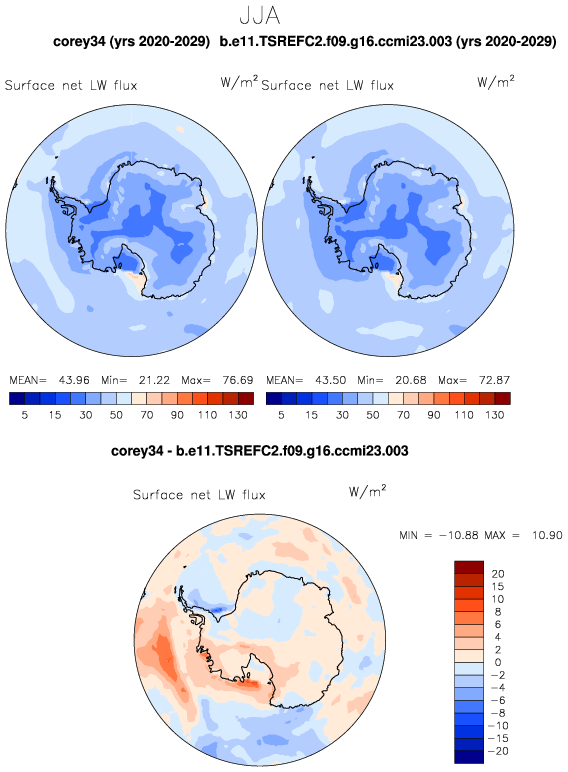 JJA
corey34 (yrs 2020-2029) b.e11.TSREFC2.f09.g16.ccmi23.003 (yrs 2020-2029)
Surface net LW flux W/m² Surface net LW flux W/m²
MEAN= 43.96 Min= 21.22 Max= 76.69 MEAN= 43.50 Min= 20.68 Max= 72.87
5 15 30 50 70 90 110 130 5 15 30 50 70 90 110 130
corey34 - b.e11.TSREFC2.f09.g16.ccmi23.003
Surface net LW flux W/m²
MIN = -10.88 MAX = 10.90
20
15
10
8
6
4
2
0
-2
-4
-6
-8
-10
-15
-20